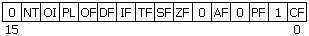 0 NT OI PL OF DF IF TF SF ZF 0 AF 0 PF 1 CF
15 0